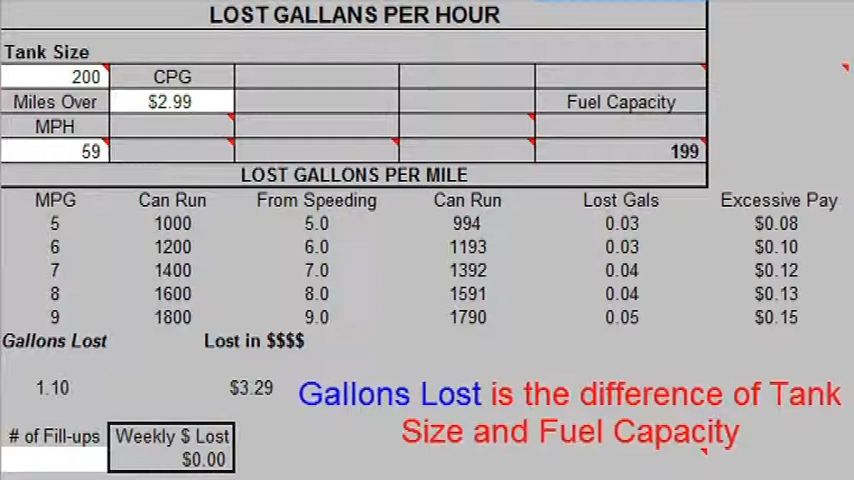 LOST GALLANS PER HOUR
Tank Size
200 CPG
Miles Over $2.99 Fuel Capacity
MPH
59 199
LOST GALLONS PER MILE
MPG Can Run From Speeding Can Run Lost Gals Excessive Pay
5 1000 5.0 994 0.03 $0.08
6 1200 6.0 1193 0.03 $0.10
7 1400 7.0 1392 0.04 $0.12
8 1600 8.0 1591 0.04 $0.13
9 1800 9.0 1790 0.05 $0.15
Gallons Lost Lost in $$$$
1.10 $3.29
Gallons Lost is the difference of Tank
Size and Fuel Capacity
# of Fill-ups Weekly $ Lost
$0.00